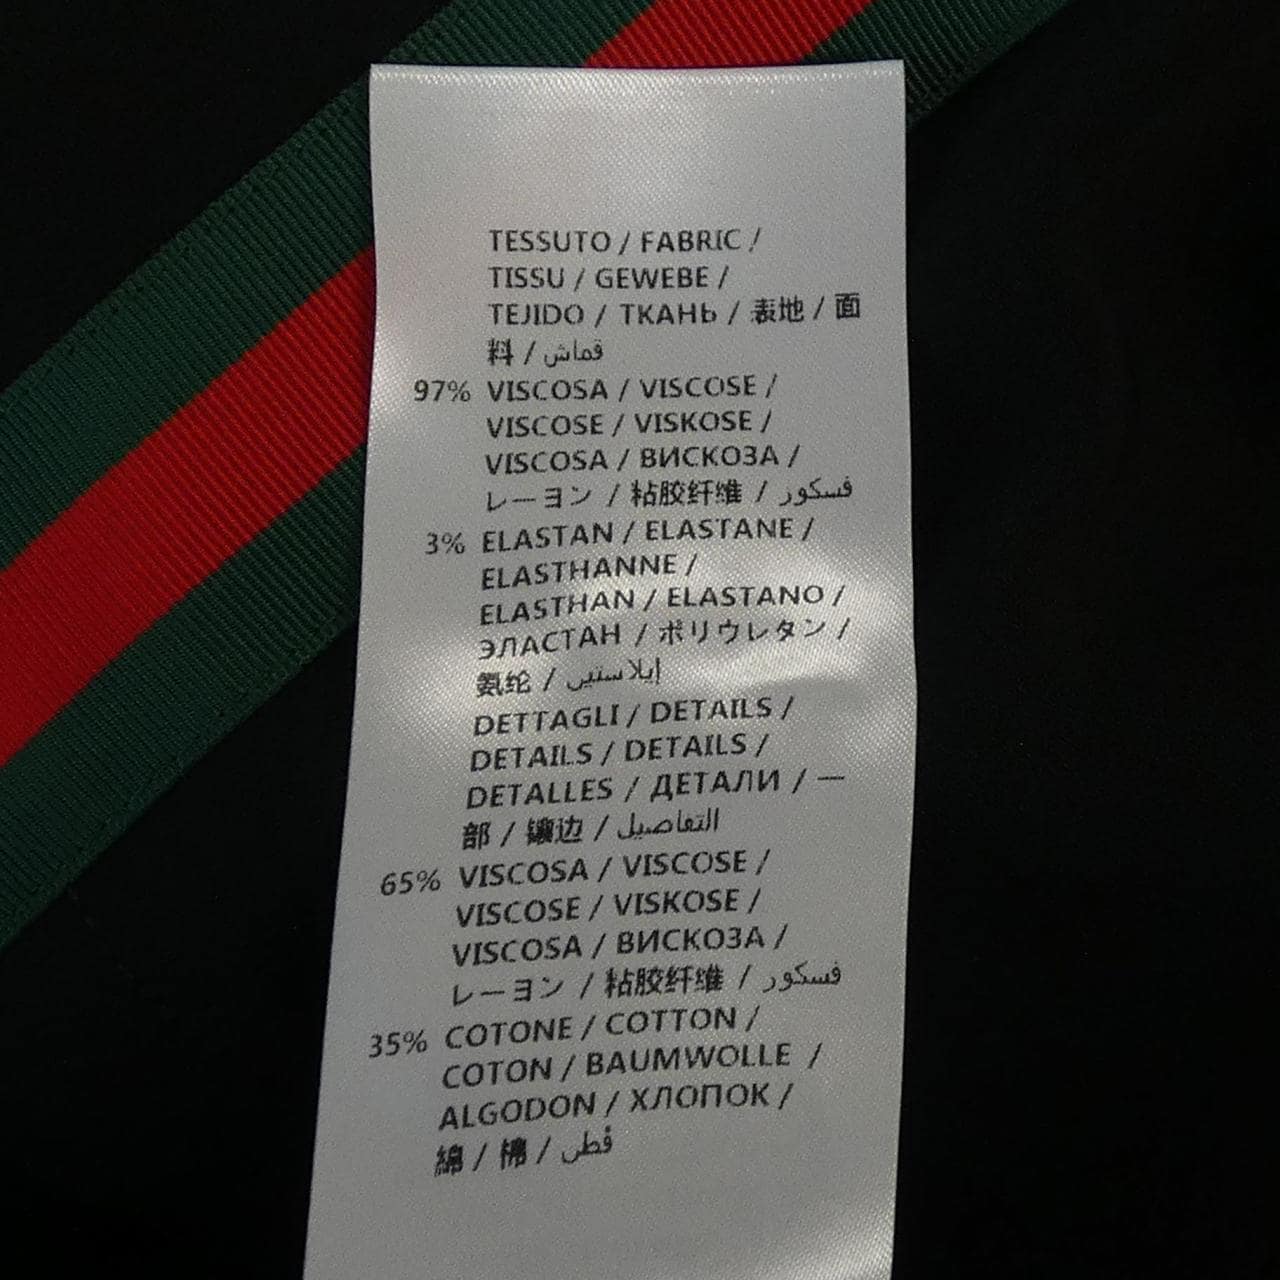 TESSUTO / FABRIC /
TISSU / GEWEBE /
TEJIDO / ТКАНЬ / 表地 / 面
料 / قماش
97% VISCOSA / VISCOSE /
VISCOSE / VISKOSE /
VISCOSA / ВИСКОЗА /
レーヨン / 粘胶纤维 / فسكور
3% ELASTAN / ELASTANE /
ELASTHANNE /
ELASTHAN / ELASTANO /
ЭЛАСТАН / ポリウレタン /
氨纶 / إيلاستين
DETTAGLI / DETAILS /
DETAILS / DETAILS /
DETALLES / ДЕТАЛИ / 一
部 / 镶边 / التفاصيل
65% VISCOSA / VISCOSE /
VISCOSE / VISKOSE /
VISCOSA / ВИСКОЗА /
レーヨン / 粘胶纤维 / فسكور
35% COTONE / COTTON /
COTON / BAUMWOLLE /
ALGODON / ХЛОПОК /
綿 / 棉 / قطن